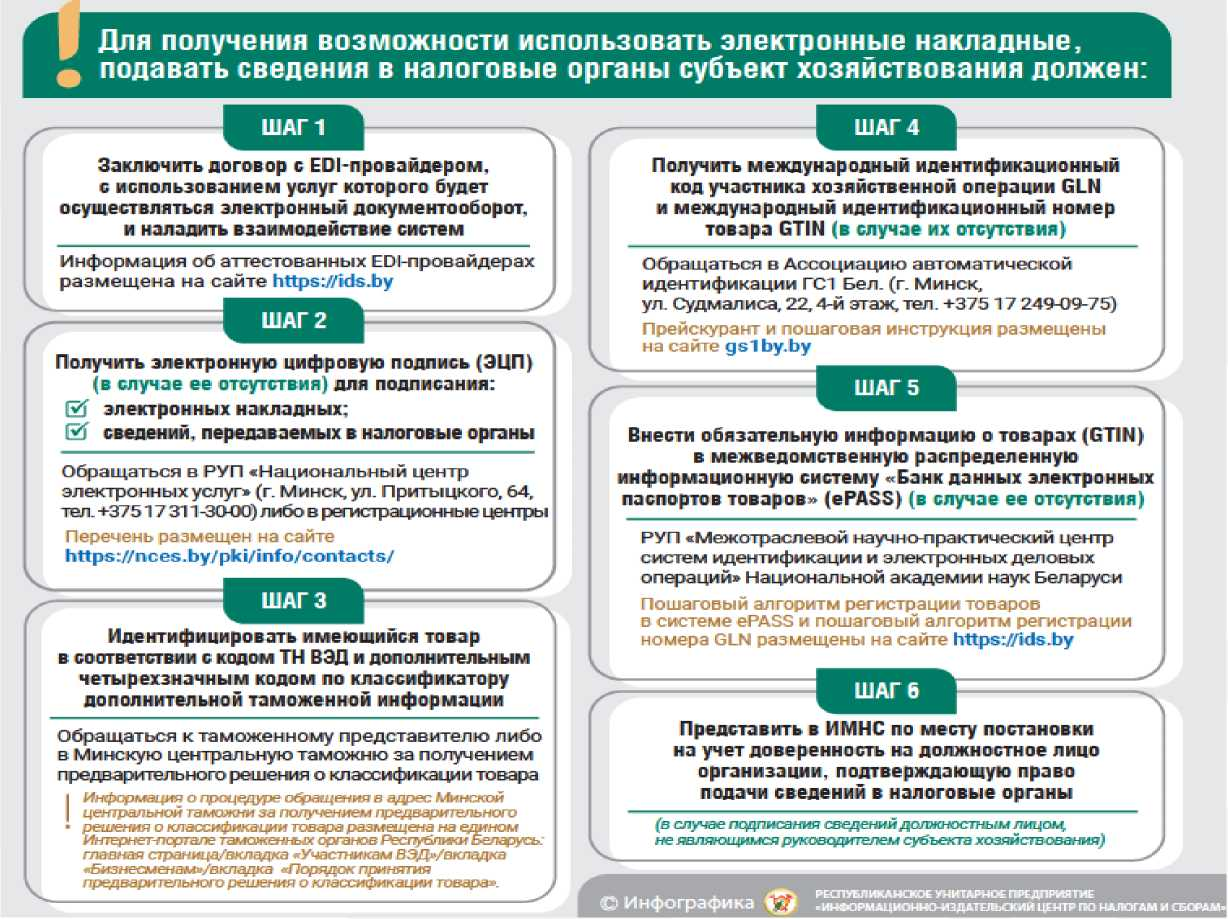 Для получения возможности использовать электронные накладные,
подавать сведения в налоговые органы субъект хозяйствования должен:
ШАГ 1
Заключить договор с EDI-провайдером,
с использованием услуг которого будет
осуществляться электронный документооборот,
и наладить взаимодействие систем
Информация об аттестованных EDI-провайдерах
размещена на сайте https://ids.by
ШАГ 2
Получить электронную цифровую подпись (ЭЦП)
(в случае ее отсутствия) для подписания:
электронных накладных;
сведений, передаваемых в налоговые органы
Обращаться в РУП «Национальный центр
электронных услуг» (г. Минск, ул. Притыцкого, 64,
тел. +375 17 311-30-00) либо в регистрационные центры
Перечень размещен на сайте
https://nces.by/pki/info/contacts/
ШАГ 3
Идентифицировать имеющийся товар
в соответствии с кодом ТН ВЭД и дополнительным
четырехзначным кодом по классификатору
дополнительной таможенной информации
Обращаться к таможенному представителю либо
в Минскую центральную таможню за получением
предварительного решения о классификации товара
! Информация о процедуре обращения в адрес Минской
центральной таможни за получением предварительного
решения о классификации товара размещена на едином
Интернет-портале таможенных органов Республики Беларусь:
главная страница/вкладка «Участникам ВЭД»/вкладка
«Бизнесменам»/вкладка «Порядок принятия
предварительного решения о классификации товара».
ШАГ 4
Получить международный идентификационный
код участника хозяйственной операции GLN
и международный идентификационный номер
товара GTIN (в случае их отсутствия)
Обращаться в Ассоциацию автоматической
идентификации ГС1 Бел. (г. Минск,
ул. Судмалиса, 22, 4-й этаж, тел. +375 17 249-09-75)
Прейскурант и пошаговая инструкция размещены
на сайте gs1by.by
ШАГ 5
Внести обязательную информацию о товарах (GTIN)
в межведомственную распределенную
информационную систему «Банк данных электронных
паспортов товаров» (ePASS) (в случае ее отсутствия)
РУП «Межотраслевой научно-практический центр
систем идентификации и электронных деловых
операций» Национальной академии наук Беларуси
Пошаговый алгоритм регистрации товаров
в системе ePASS и пошаговый алгоритм регистрации
номера GLN размещены на сайте https://ids.by
ШАГ 6
Представить в ИМНС по месту постановки
на учет доверенность на должностное лицо
организации, подтверждающую право
подачи сведений в налоговые органы
(в случае подписания сведений должностным лицом,
не являющимся руководителем субъекта хозяйствования)
© Инфографика
РЕСПУБЛИКАНСКОЕ УНИТАРНОЕ ПРЕДПРИЯТИЕ
«ИНФОРМАЦИОННО-ИЗДАТЕЛЬСКИЙ ЦЕНТР ПО НАЛОГАМ И СБОРАМ»